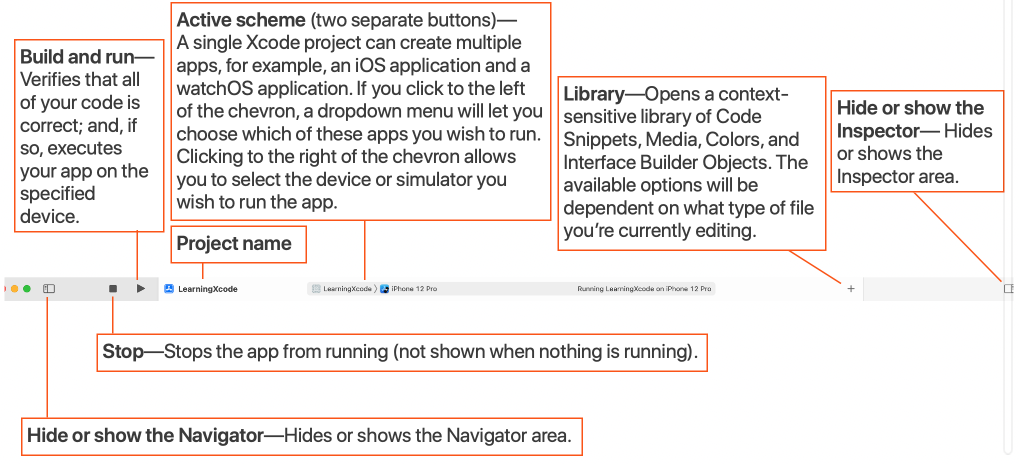 Active scheme (two separate buttons)—
A single Xcode project can create multiple
apps, for example, an iOS application and a
watchOS application. If you click to the left
of the chevron, a dropdown menu will let you
choose which of these apps you wish to run.
Clicking to the right of the chevron allows
you to select the device or simulator you
wish to run the app.
Build and run—
Verifies that all
of your code is
correct; and, if
so, executes
your app on the
specified
device.
Library—Opens a context-
sensitive library of Code
Snippets, Media, Colors, and
Interface Builder Objects. The
available options will be
dependent on what type of file
you’re currently editing.
Hide or show the
Inspector— Hides
or shows the
Inspector area.
Project name
LearningXcode
LearningXcode 〉 iPhone 12 Pro
Running LearningXcode on iPhone 12 Pro
+
Stop—Stops the app from running (not shown when nothing is running).
Hide or show the Navigator—Hides or shows the Navigator area.